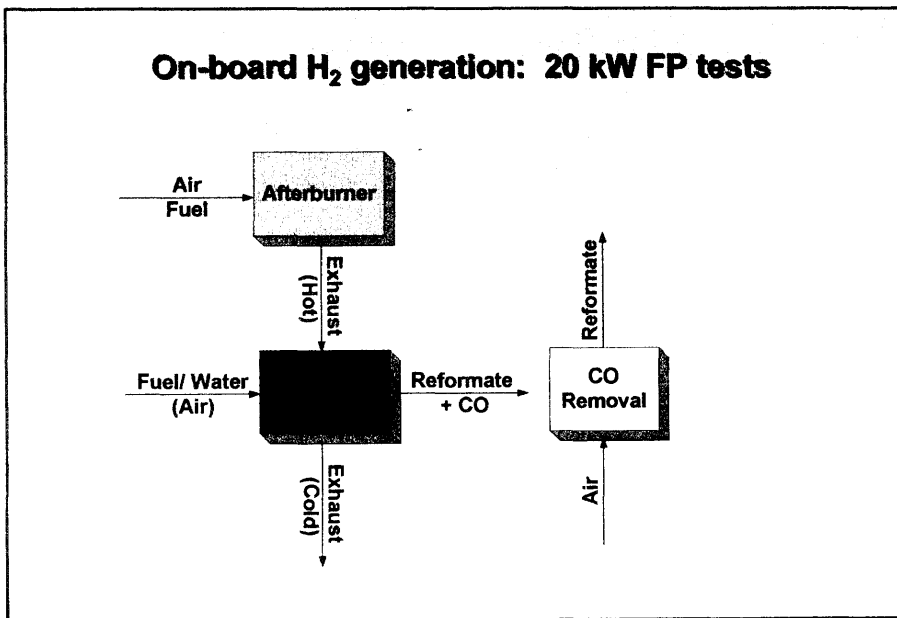 On-board H₂ generation: 20 kW FP tests
Afterburner
Air
Fuel
Exhaust
(Hot)
Fuel/ Water
(Air)
Reformate
+ CO
Exhaust
(Cold)
Reformate
CO
Removal
Air